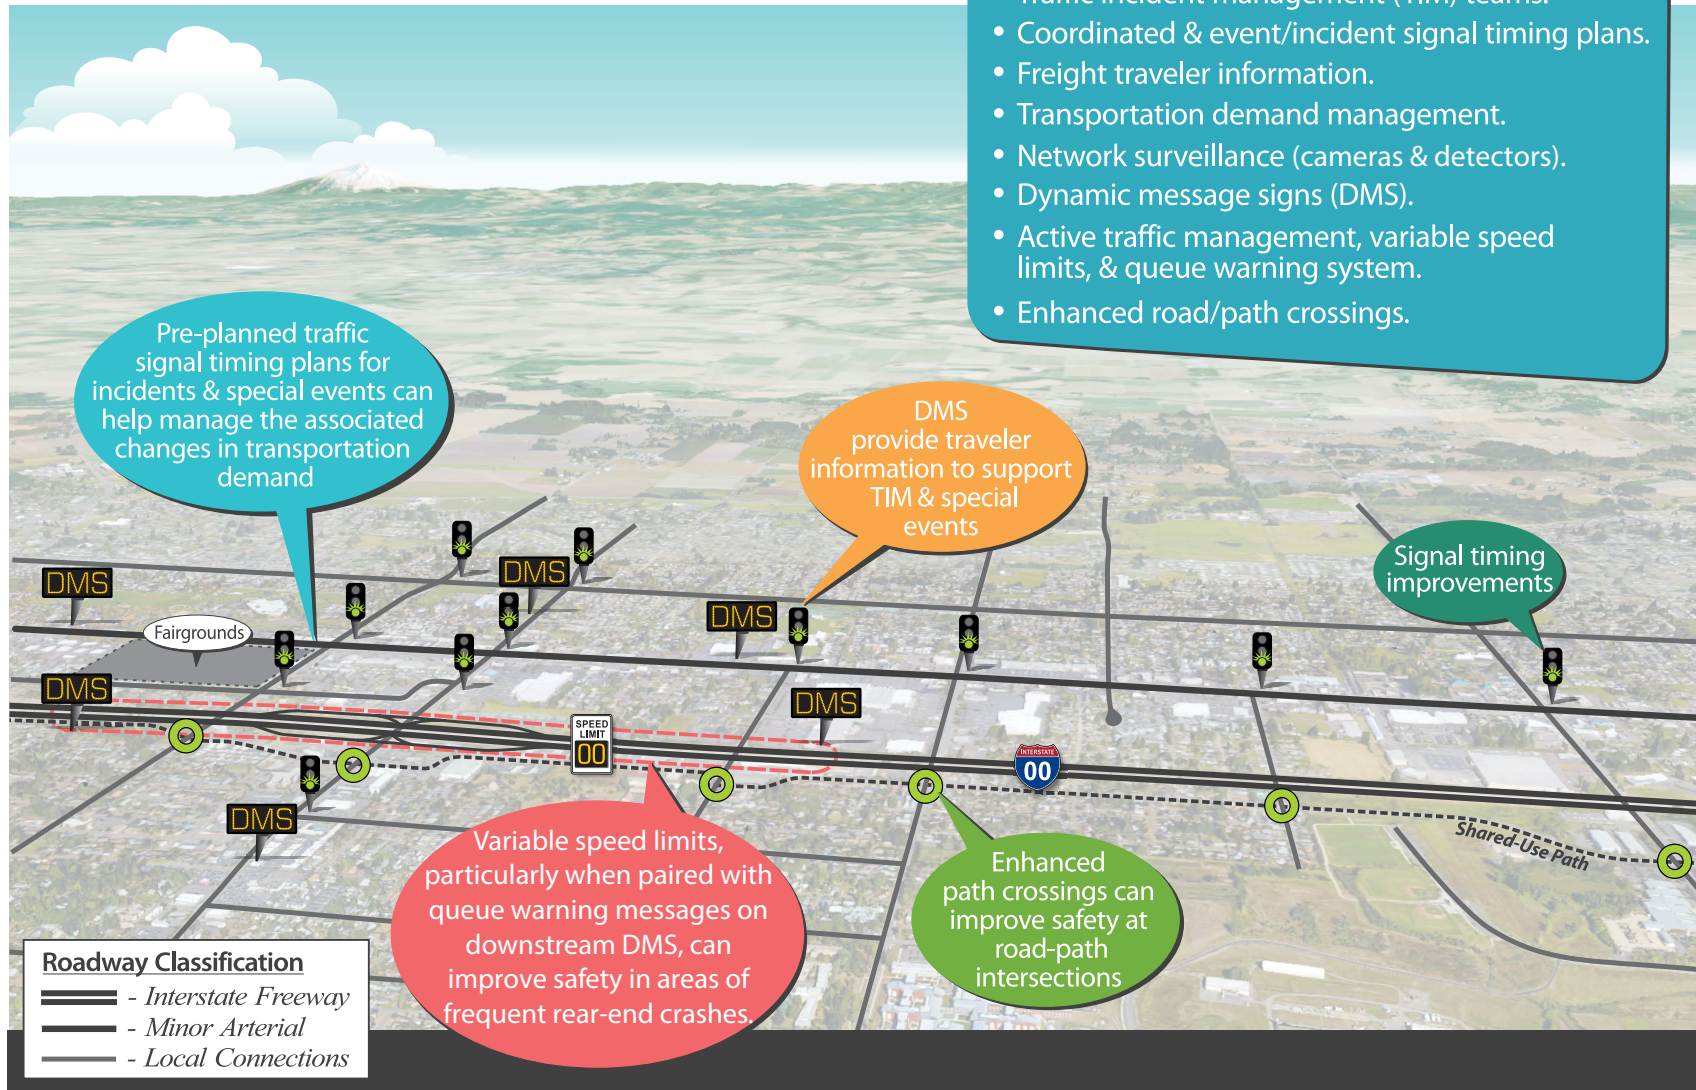 Traffic incident management (TIM) teams.
• Coordinated & event/incident signal timing plans.
• Freight traveler information.
• Transportation demand management.
• Network surveillance (cameras & detectors).
• Dynamic message signs (DMS).
• Active traffic management, variable speed
limits, & queue warning system.
• Enhanced road/path crossings.
Pre-planned traffic
signal timing plans for
incidents & special events can
help manage the associated
changes in transportation
demand
DMS
provide traveler
information to support
TIM & special
events
Signal timing
improvements
DMS
DMS
DMS
Fairgrounds
DMS
DMS
SPEED
LIMIT
00
INTERSTATE
00
DMS
Shared-Use Path
Variable speed limits,
particularly when paired with
queue warning messages on
downstream DMS, can
improve safety in areas of
frequent rear-end crashes.
Enhanced
path crossings can
improve safety at
road-path
intersections
Roadway Classification
- Interstate Freeway
- Minor Arterial
- Local Connections